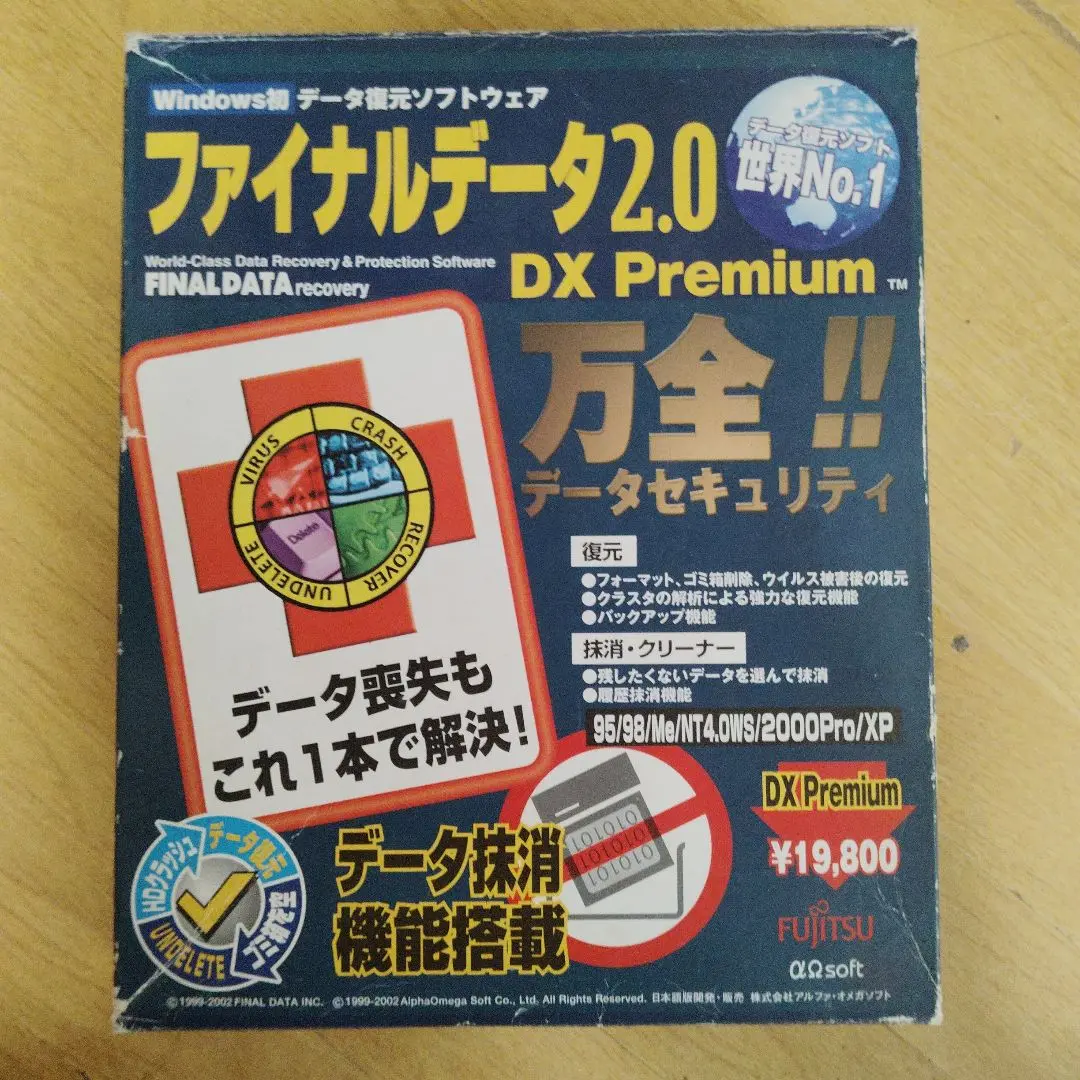 Windows初 データ復元ソフトウェア
ファイナルデータ2.0
データ復元ソフト
世界No.1
World-Class Data Recovery & Protection Software
FINALDATA recovery
DX Premium ™
万全!!
データセキュリティ
VIRUS
CRASH
RECOVER
UNDELETE
Delete
復元
●フォーマット、ゴミ箱削除、ウイルス被害後の復元
●クラスタの解析による強力な復元機能
●バックアップ機能
抹消・クリーナー
●残したくないデータを選んで抹消
●履歴抹消機能
95/98/Me/NT4.0WS/2000Pro/XP
データ喪失も
これ1本で解決!
DX Premium
¥19,800
010101
010101
010101
010101
HDクラッシュ
データ復元
UNDELETE
データ抹消
機能搭載
FUJITSU
αΩsoft
©1999-2002 FINAL DATA INC. ©1999-2002 AlphaOmega Soft Co., Ltd. All Rights Reserved. 日本語版開発・販売 株式会社アルファ・オメガソフト